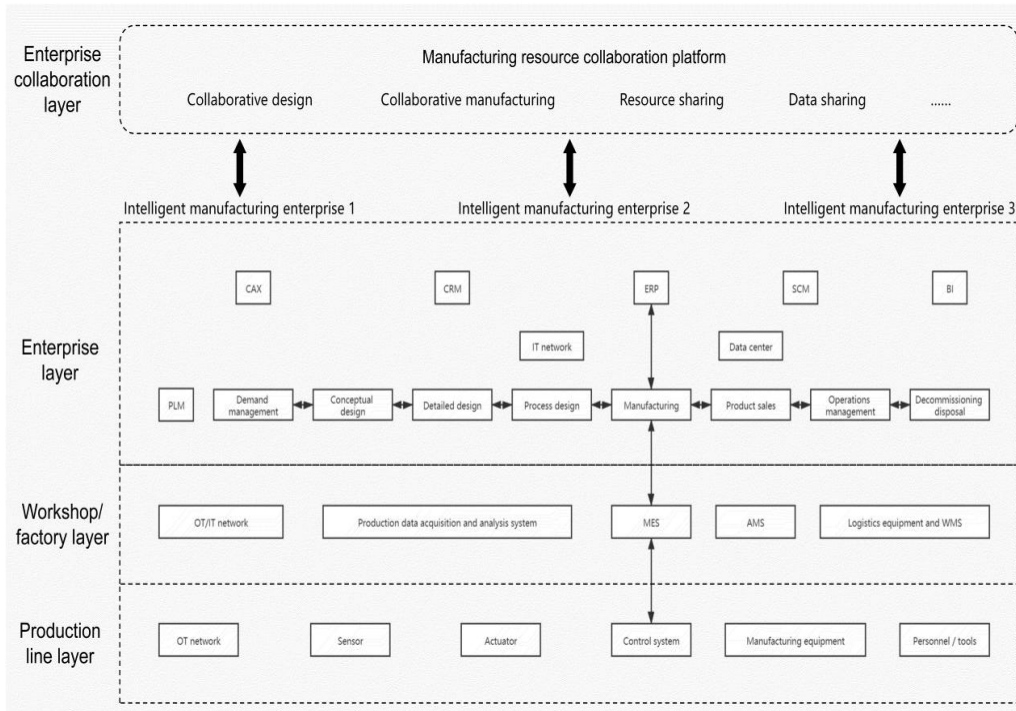 Enterprise
collaboration
layer
Manufacturing resource collaboration platform
Collaborative design Collaborative manufacturing Resource sharing Data sharing ......
Intelligent manufacturing enterprise 1 Intelligent manufacturing enterprise 2 Intelligent manufacturing enterprise 3
Enterprise
layer
CAX CRM ERP SCM BI
IT network Data center
PLM
Demand
management
Conceptual
design
Detailed design
Process design
Manufacturing
Product sales
Operations
management
Decommissioning
disposal
Workshop/
factory layer
OT/IT network Production data acquisition and analysis system MES AMS Logistics equipment and WMS
Production
line layer
OT network Sensor Actuator Control system Manufacturing equipment Personnel / tools